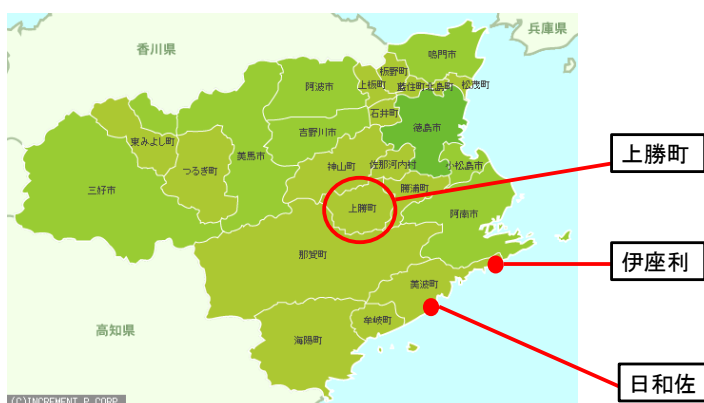 兵庫県
香川県
鳴門市
板野町
上板町
藍住町
北島町
松茂町
阿波市
石井町
徳島市
吉野川市
東みよし町
美馬市
つるぎ町
神山町
佐那河内村
小松島市
三好市
勝浦町
上勝町
阿南市
那賀町
美波町
牟岐町
海陽町
高知県
上勝町
伊座利
日和佐
(C)INCREMENT P CORP.